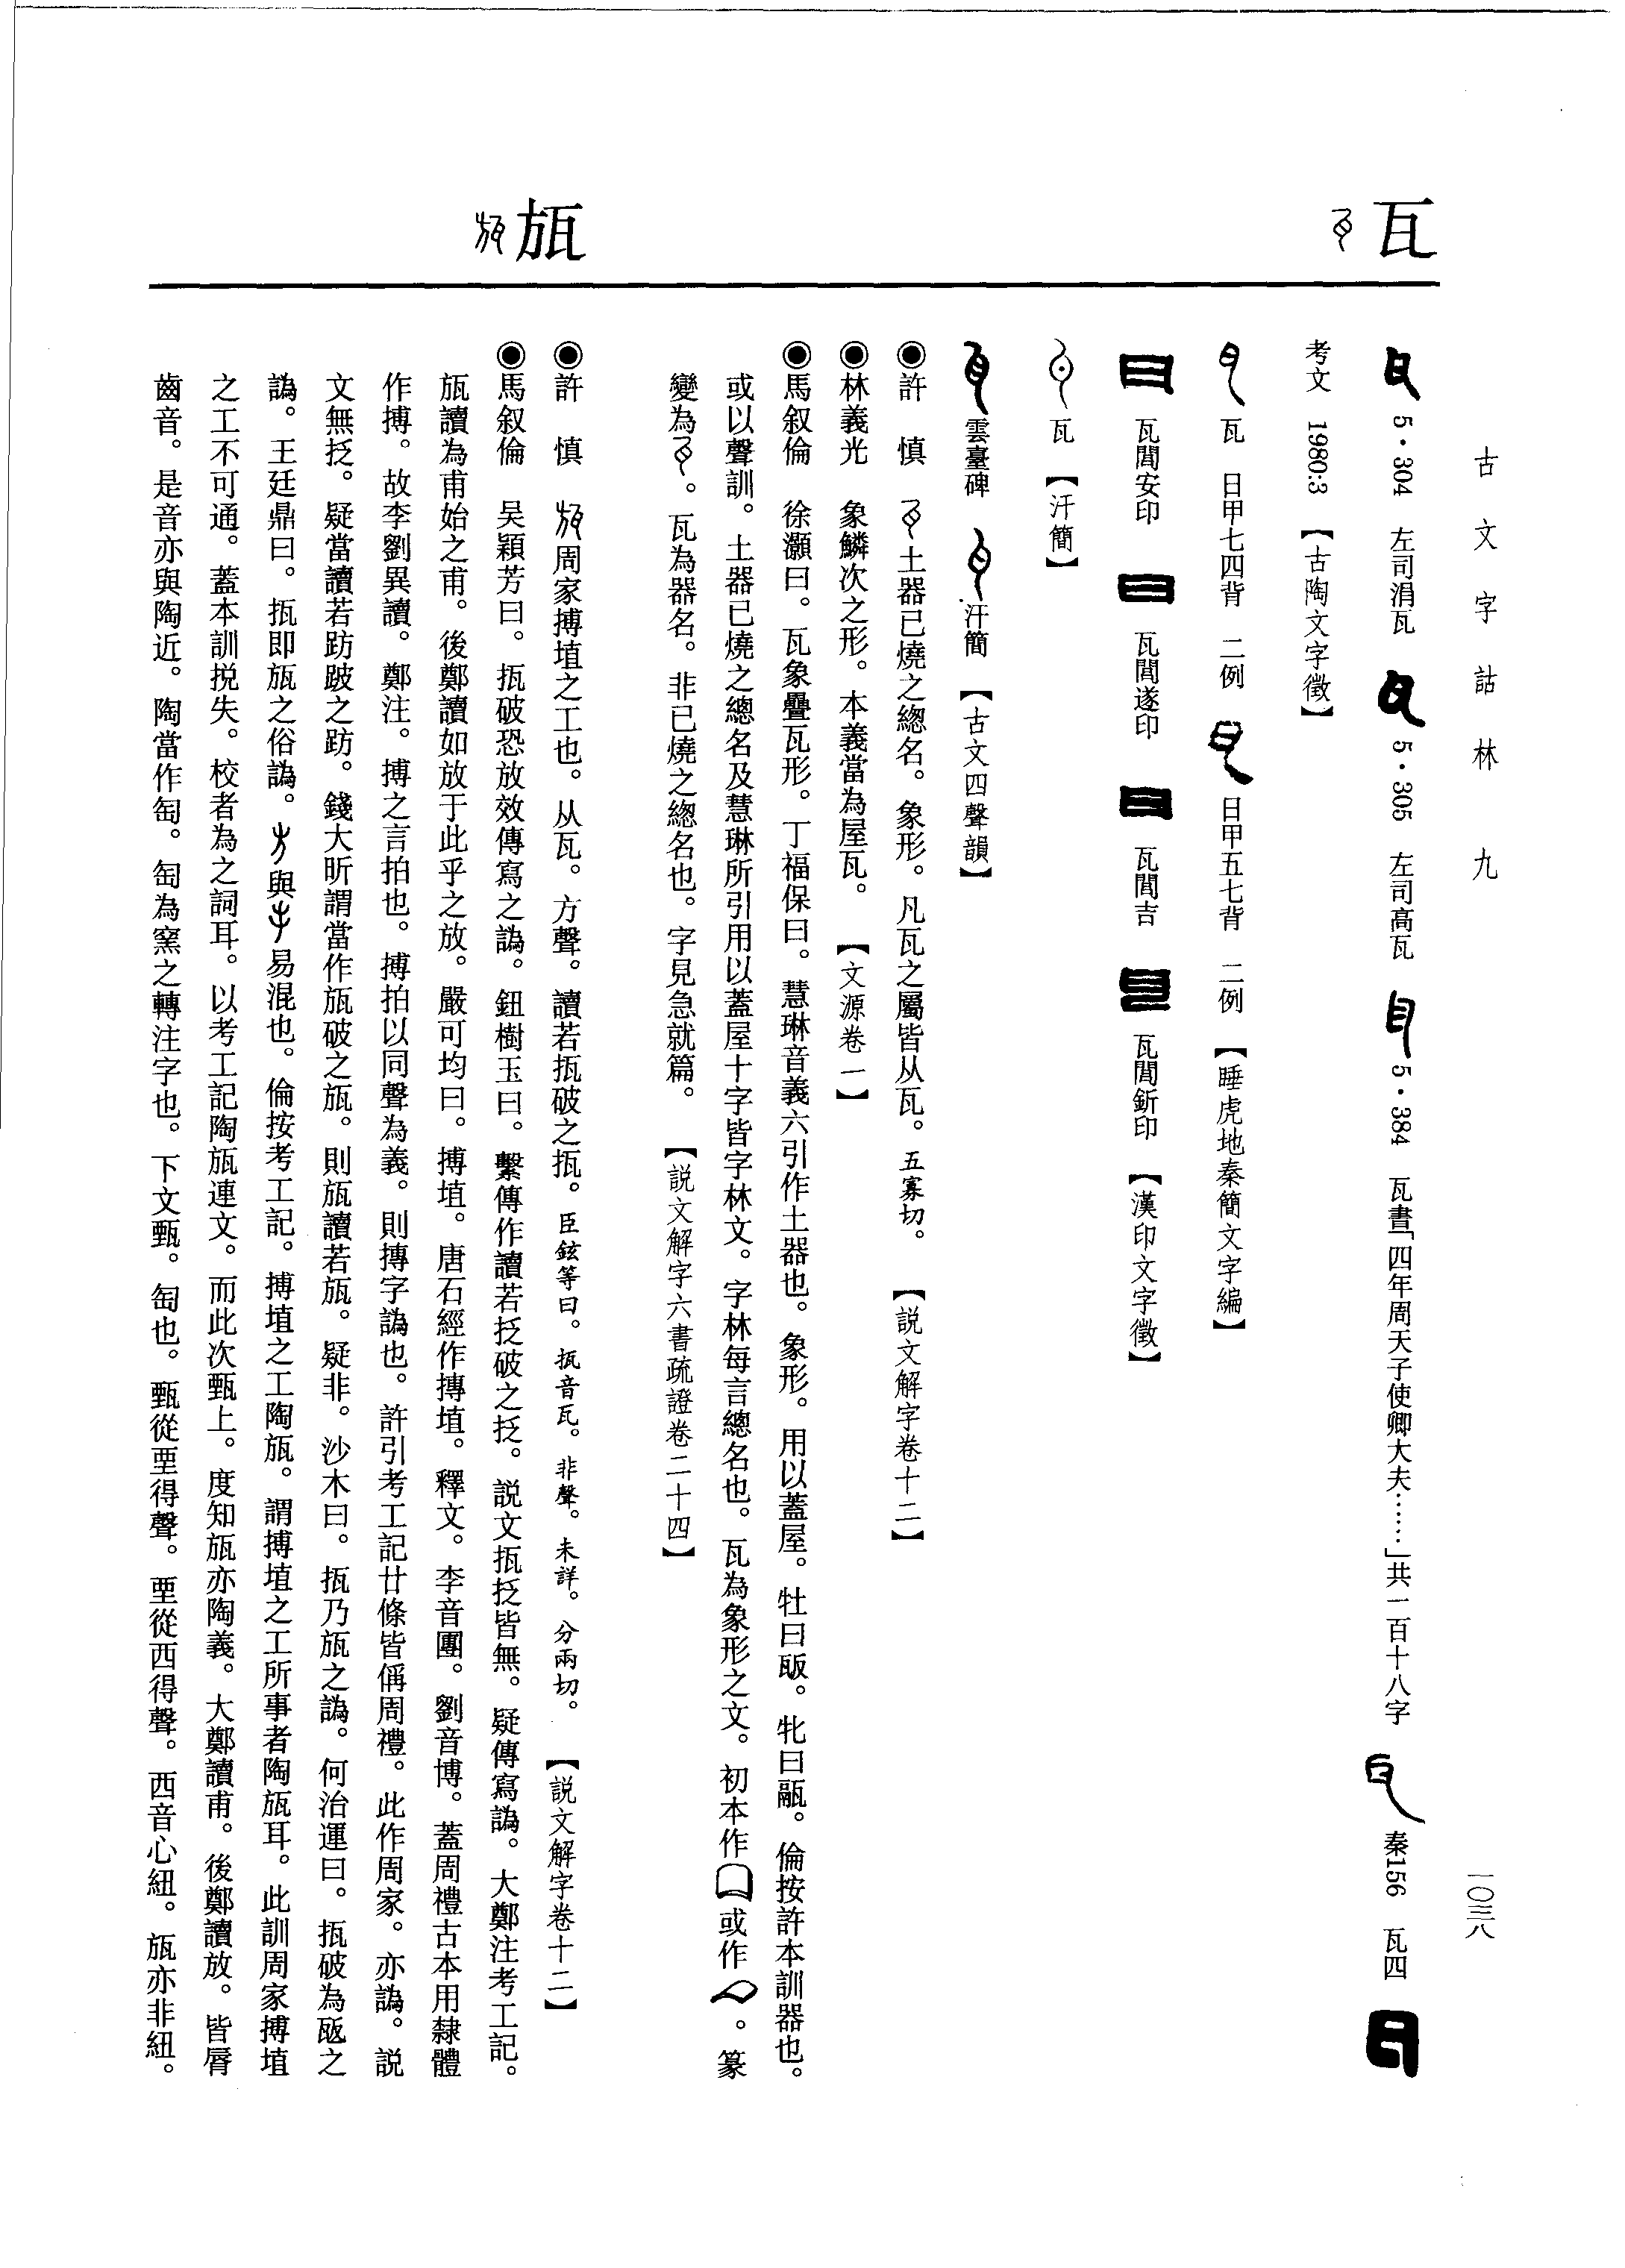 古文字詁林 九
一〇三八
瓦
瓬
5·304 左司涓瓦 5·305 左司高瓦 5·384 瓦書「四年周天子使卿大夫……」共一百十八字 秦156 瓦四
考文 1980:3 【古陶文字徵】
瓦 日甲七四背 二例 日甲五七背 二例 【睡虎地秦簡文字編】
瓦閭安印 瓦閭遂印 瓦閭吉 瓦閭釿印 【漢印文字徵】
瓦 【汗簡】
雲臺碑 汗簡 【古文四聲韻】
◉許 慎 土器已燒之緫名。象形。凡瓦之屬皆从瓦。五寡切。 【説文解字卷十二】
◉林義光 象鱗次之形。本義當為屋瓦。 【文源卷一】
◉馬叙倫 徐灝曰。瓦象疊瓦形。丁福保曰。慧琳音義六引作土器也。象形。用以蓋屋。牡曰㼝。牝曰㼧。倫按許本訓器也。
或以聲訓。土器已燒之總名及慧琳所引用以蓋屋十字皆字林文。字林每言總名也。瓦為象形之文。初本作或作。篆
變為。瓦為器名。非已燒之緫名也。字見急就篇。 【説文解字六書疏證卷二十四】
◉許 慎 周家搏埴之工也。从瓦。方聲。讀若抵破之抵。臣鉉等曰。抵音瓦。非聲。未詳。分兩切。 【説文解字卷十二】
◉馬叙倫 吴穎芳曰。抵破恐放效傳寫之譌。鈕樹玉曰。繫傳作讀若抎破之抎。説文抵抎皆無。疑傳寫譌。大鄭注考工記。
瓬讀為甫始之甫。後鄭讀如放于此乎之放。嚴可均曰。搏埴。唐石經作摶埴。釋文。李音團。劉音博。蓋周禮古本用隸體
作搏。故李劉異讀。鄭注。搏之言拍也。搏拍以同聲為義。則摶字譌也。許引考工記廿條皆偁周禮。此作周家。亦譌。説
文無抎。疑當讀若趽跛之趽。錢大昕謂當作瓬破之瓬。則瓬讀若瓬。疑非。沙木曰。抵乃瓬之譌。何治運曰。抵破為㼛之
譌。王廷鼎曰。抵即瓬之俗譌。與易混也。倫按考工記。搏埴之工陶瓬。謂搏埴之工所事者陶瓬耳。此訓周家搏埴
之工不可通。蓋本訓挩失。校者為之詞耳。以考工記陶瓬連文。而此次甄上。度知瓬亦陶義。大鄭讀甫。後鄭讀放。皆脣
齒音。是音亦與陶近。陶當作匋。匋為窯之轉注字也。下文甄。匋也。甄從垔得聲。垔從西得聲。西音心紐。瓬亦非紐。